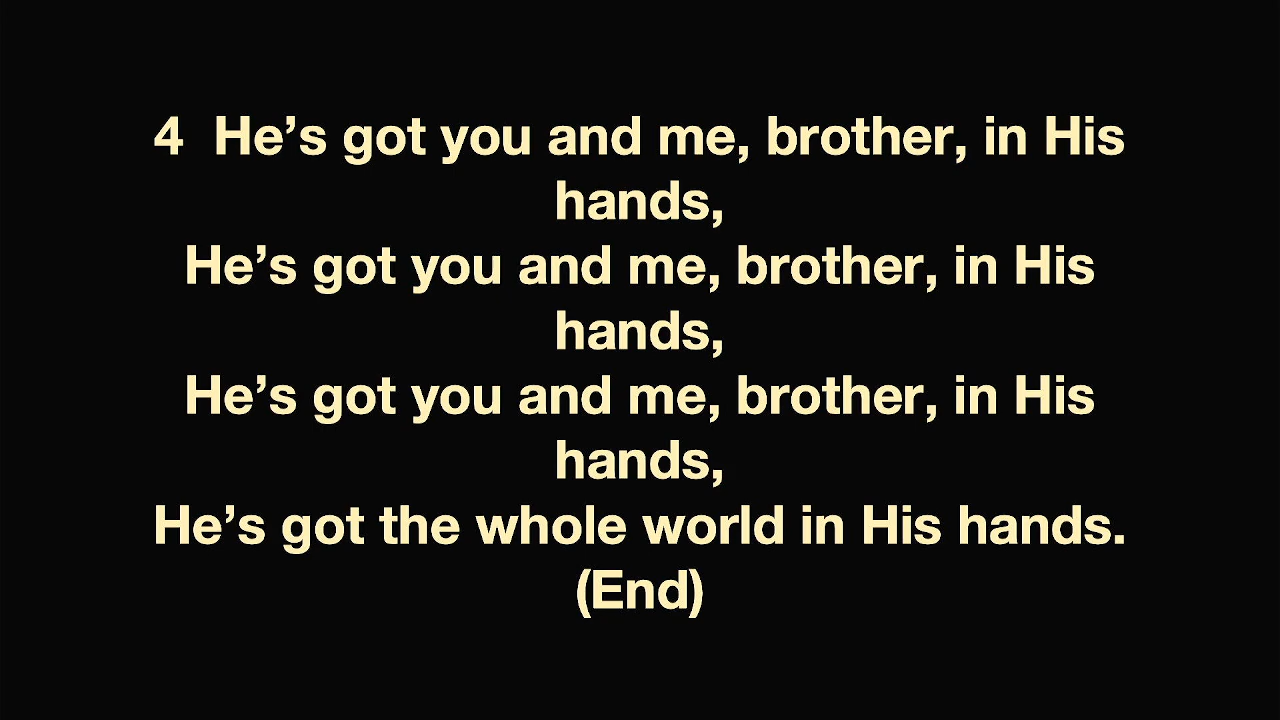 4  He’s got you and me, brother, in His
hands,
He’s got you and me, brother, in His
hands,
He’s got you and me, brother, in His
hands,
He’s got the whole world in His hands.
(End)